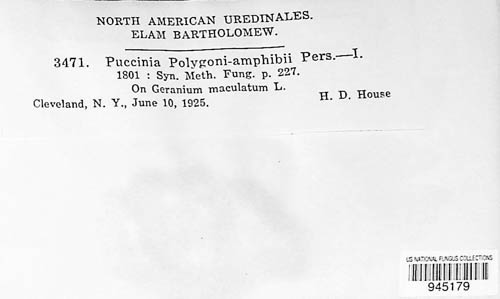 NORTH AMERICAN UREDINALES.
ELAM BARTHOLOMEW.
3471. Puccinia Polygoni-amphibii Pers.—I.
1801 : Syn. Meth. Fung. p. 227.
On Geranium maculatum L.
Cleveland, N. Y., June 10, 1925. H. D. House
US NATIONAL FUNGUS COLLECTIONS
945179